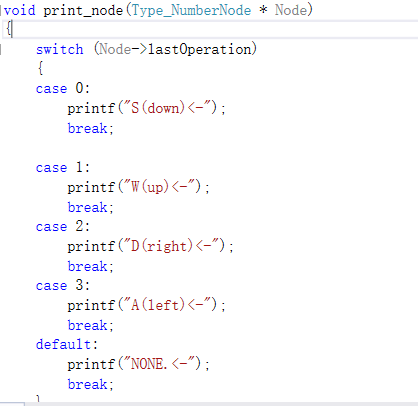 void print_node(Type_NumberNode * Node)
{
switch (Node->lastOperation)
{
case 0:
printf("S(down)<-");
break;
case 1:
printf("W(up)<-");
break;
case 2:
printf("D(right)<-");
break;
case 3:
printf("A(left)<-");
break;
default:
printf("NONE.<-");
break;
}